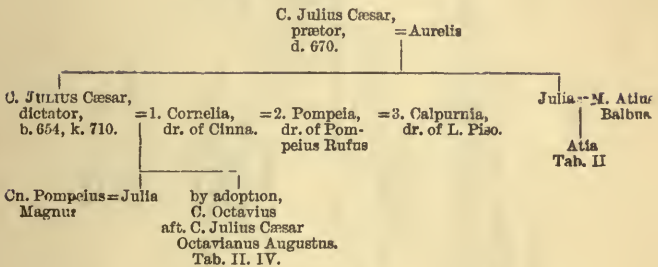 C. Julius Cæsar,
prætor, =Aurelia
d. 670.
C. JULIUS Cæsar,
dictator,
b. 654, k. 710.
=1. Cornelia,
dr. of Cinna.
=2. Pompeia,
dr. of Pom-
peius Rufus
=3. Calpurnia,
dr. of L. Piso.
Julia=M. Atius
Balbus
Atia
Tab. II
Cn. Pompeius=Julia
Magnus
by adoption,
C. Octavius
aft. C. Julius Cæsar
Octavianus Augustus.
Tab. II. IV.